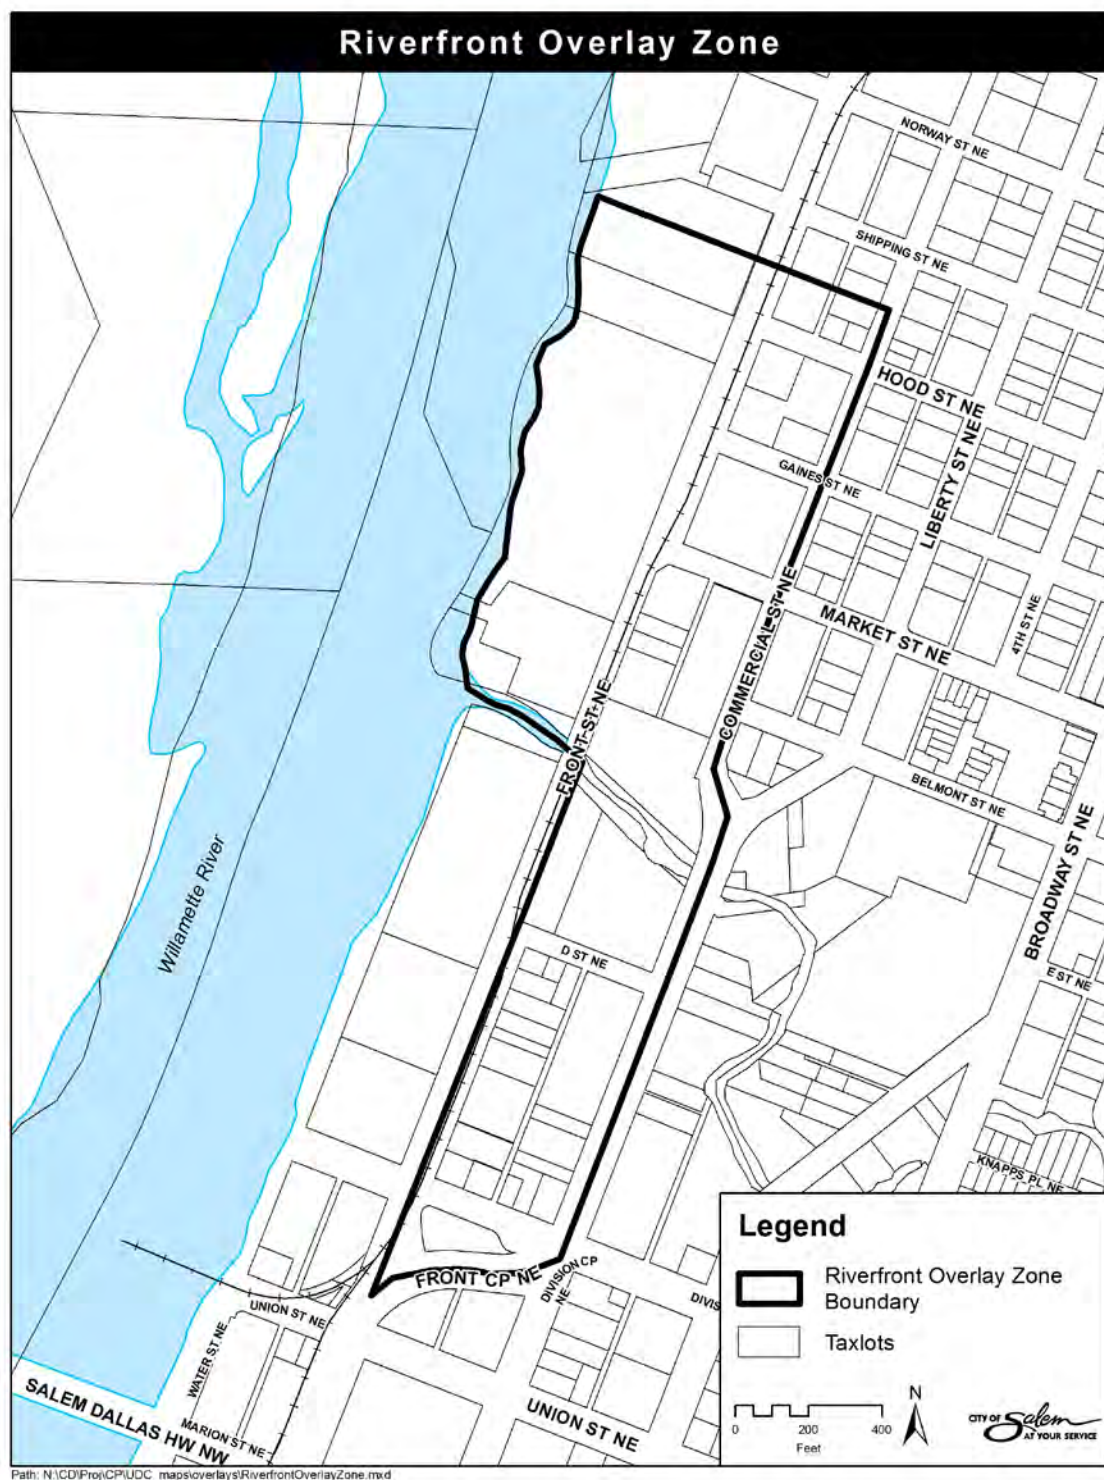 Riverfront Overlay Zone
NORWAY ST NE
SHIPPING ST NE
HOOD ST NE
LIBERTY ST NE
GAINES ST NE
COMMERCIAL ST NE
MARKET ST NE
4TH ST NE
FRONT ST NE
BELMONT ST NE
BROADWAY ST NE
Willamette River
D ST NE
E ST NE
KNAPPS PL NE
FRONT CP NE
DIVISION CP
NE
DIVIS
UNION ST NE
WATER ST NE
SALEM DALLAS HW NW
MARION ST NE
UNION ST NE
Legend
Riverfront Overlay Zone
Boundary
Taxlots
N
0 200 400
Feet
CITY OF Salem
AT YOUR SERVICE
Path: N:\CD\Proj\CP\UDC_maps\overlays\RiverfrontOverlayZone.mxd